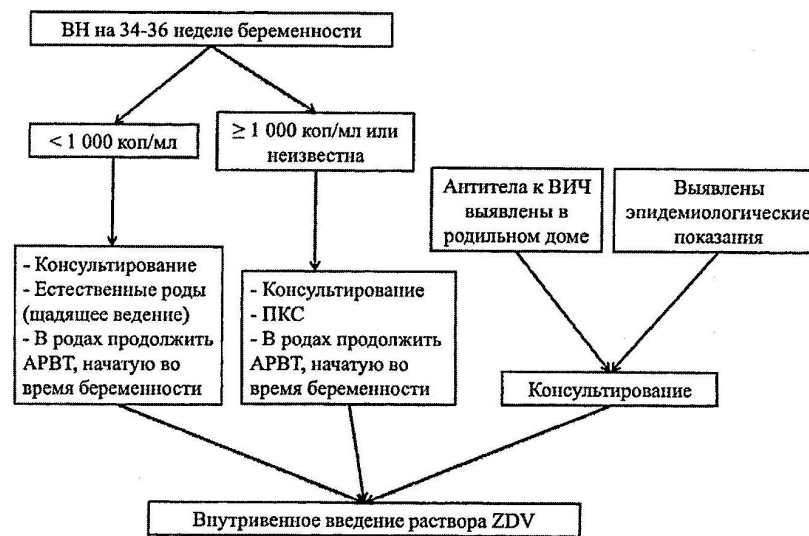 ВН на 34-36 неделе беременности
< 1 000 коп/мл
≥ 1 000 коп/мл или
неизвестна
Антитела к ВИЧ
выявлены в
родильном доме
Выявлены
эпидемиологические
показания
- Консультирование
- Естественные роды
(щадящее ведение)
- В родах продолжить
АРВТ, начатую во
время беременности
- Консультирование
- ПКС
- В родах продолжить
АРВТ, начатую во
время беременности
Консультирование
Внутривенное введение раствора ZDV